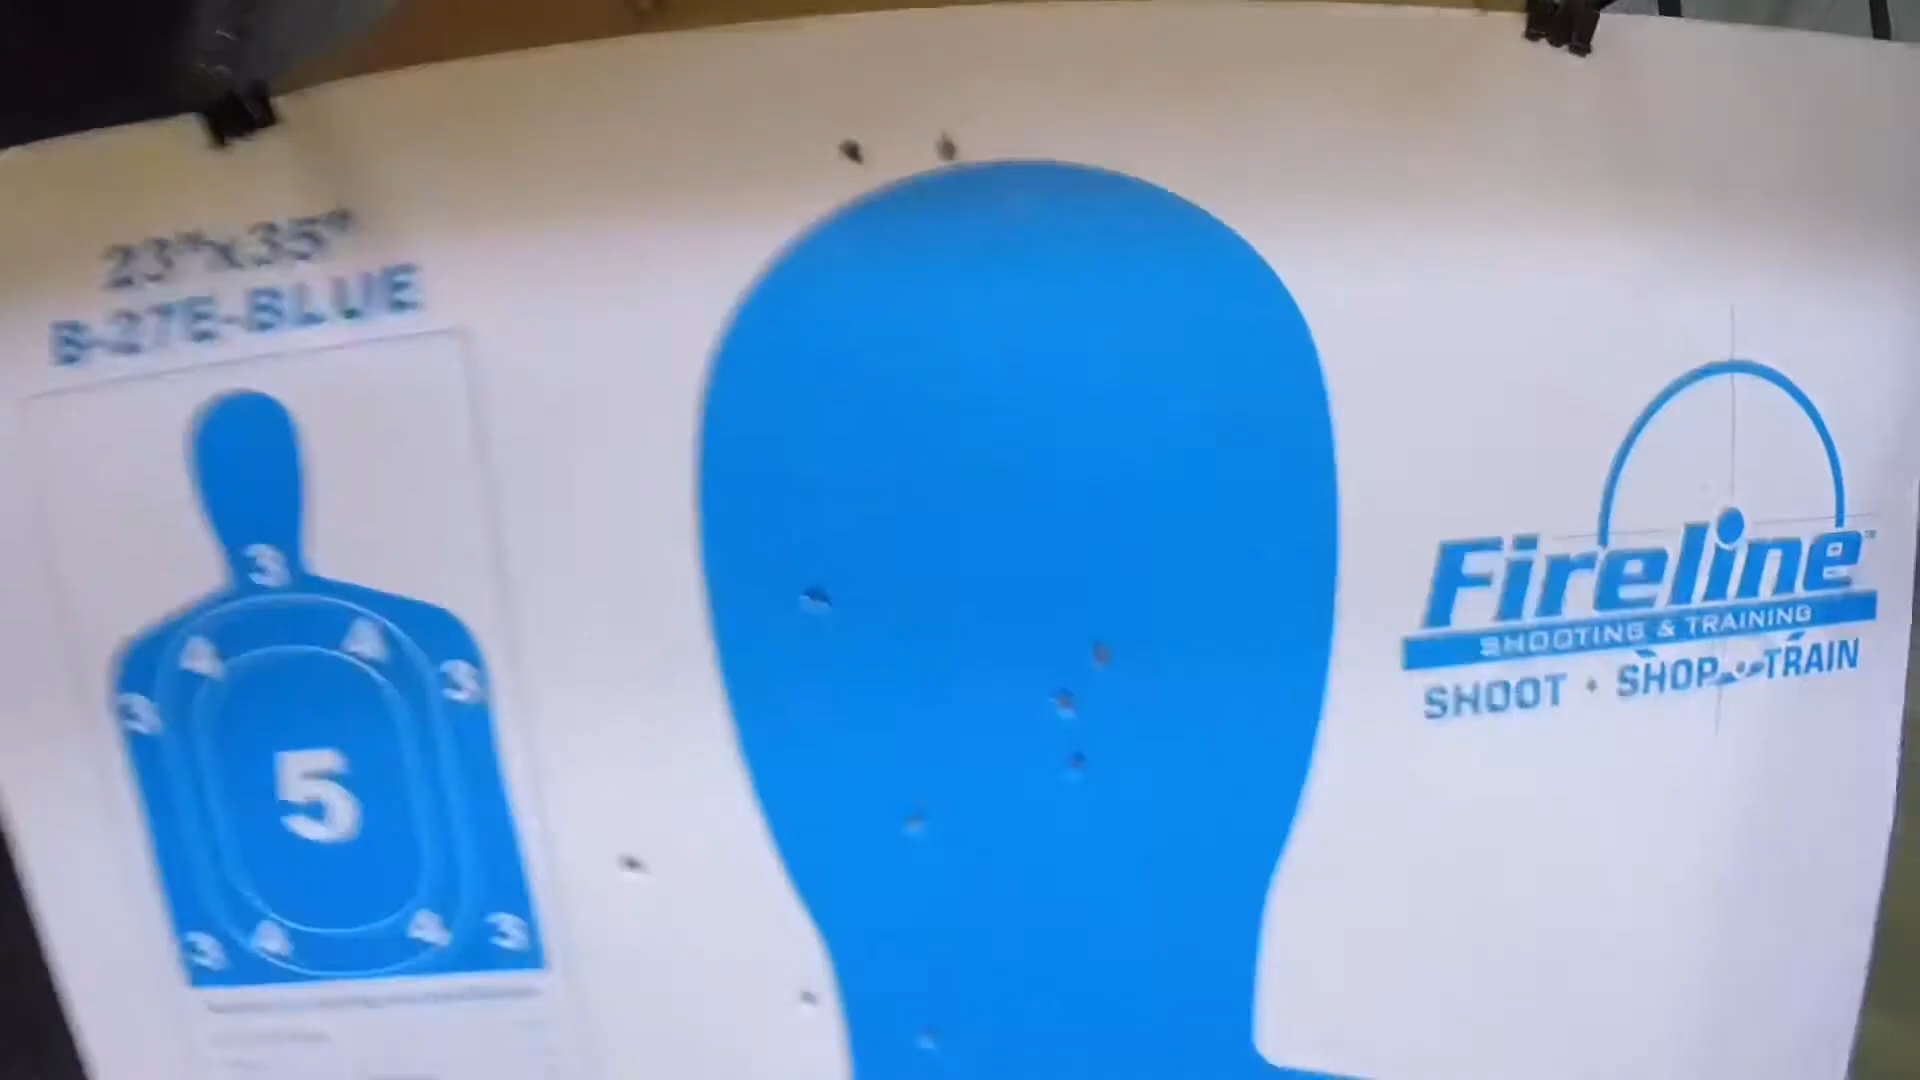 23"x35"
B-27E-BLUE
3
4 4
3 3
5
4 4
3 3
Fireline™
SHOOTING & TRAINING
SHOOT • SHOP • TRAIN